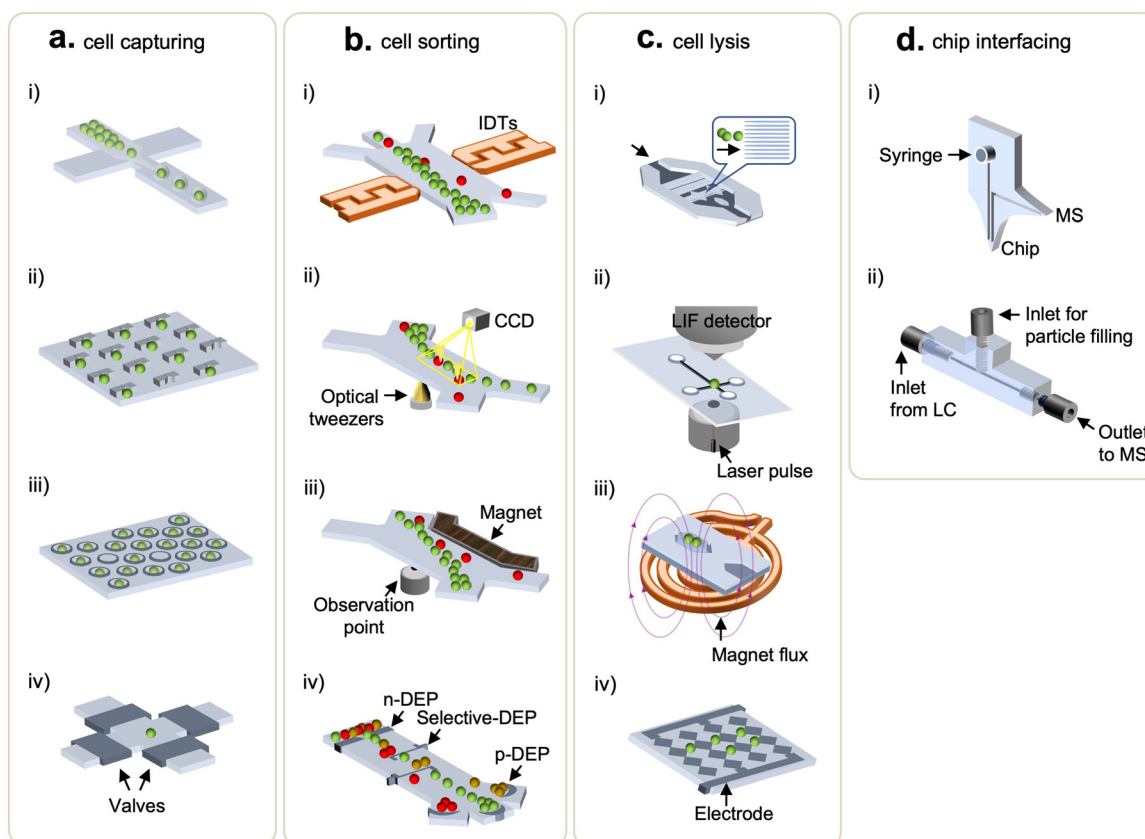 a. cell capturing
i)
ii)
iii)
iv)
Valves
b. cell sorting
i)
IDTs
ii)
CCD
Optical
tweezers
iii)
Magnet
Observation
point
iv)
n-DEP
Selective-DEP
p-DEP
c. cell lysis
i)
ii)
LIF detector
Laser pulse
iii)
Magnet flux
iv)
Electrode
d. chip interfacing
i)
Syringe
MS
Chip
ii)
Inlet for
particle filling
Inlet
from LC
Outlet
to MS